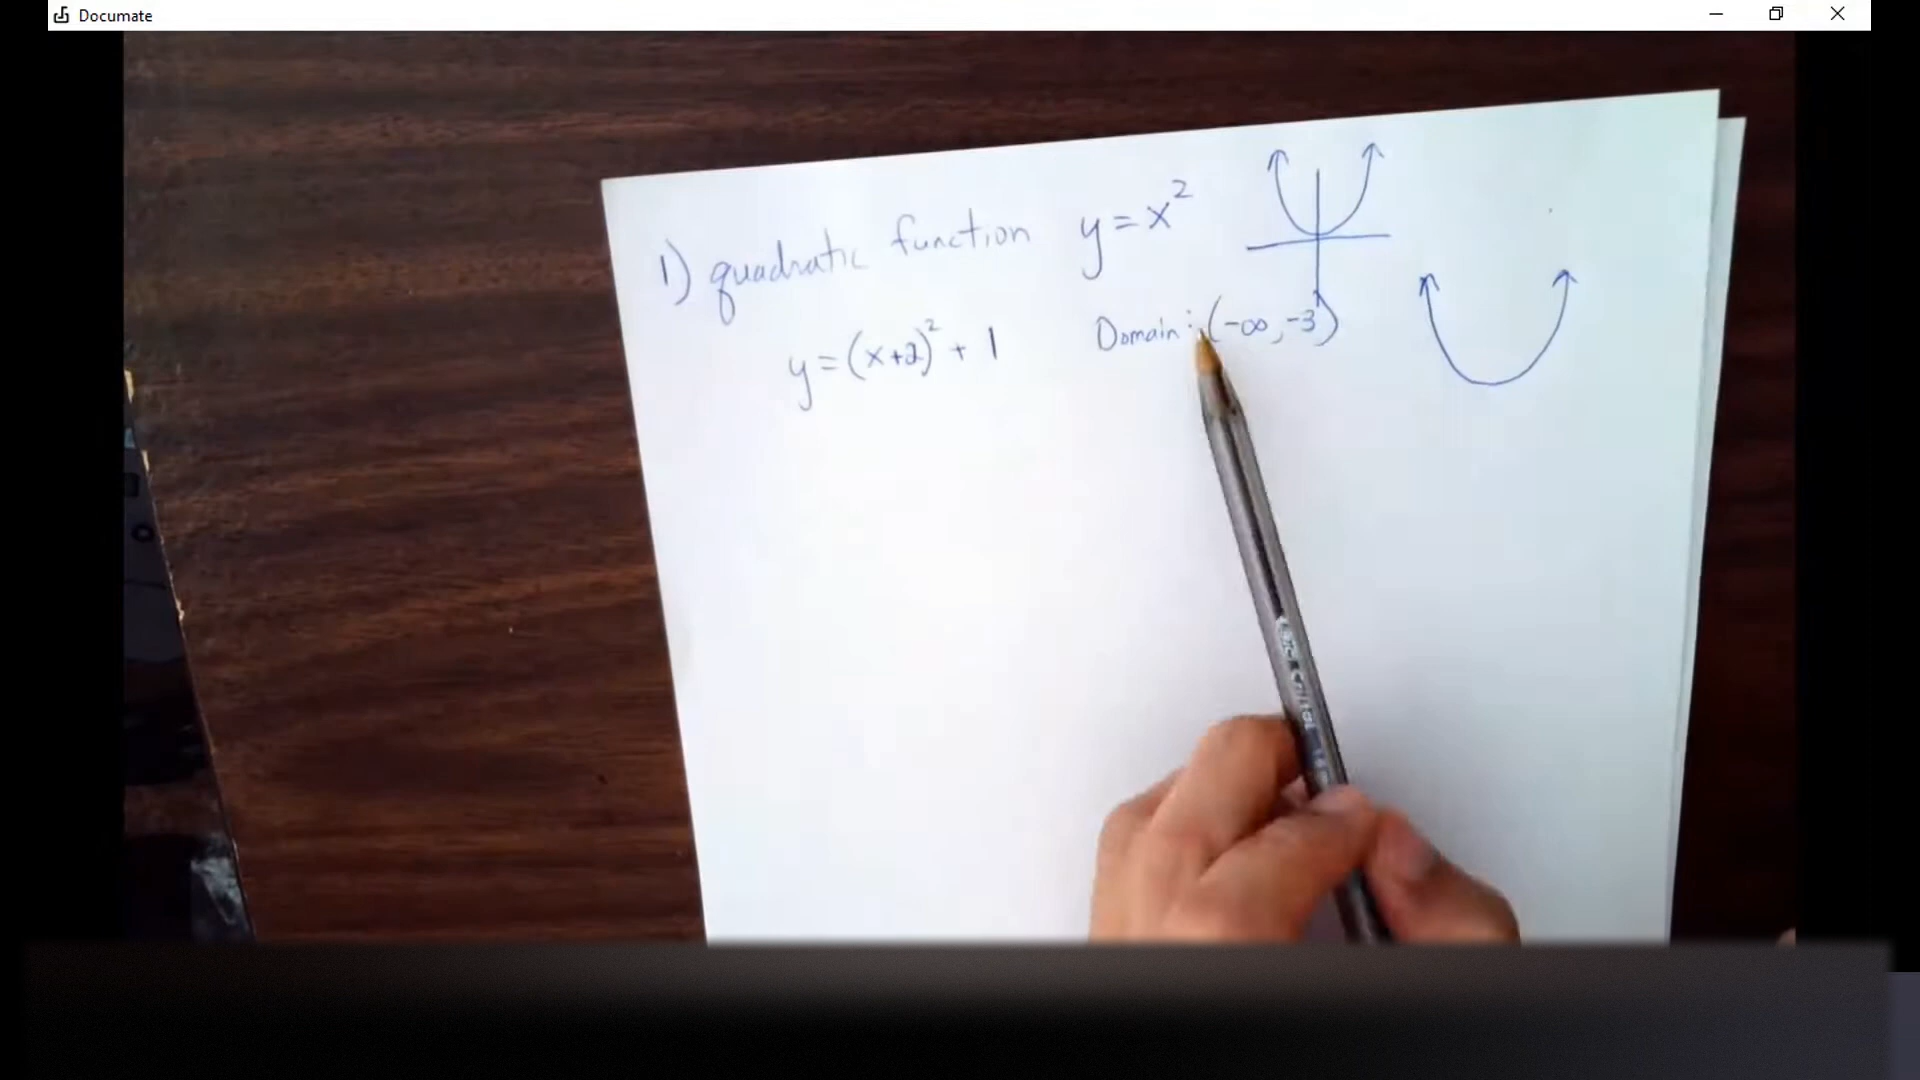 Documate
1) quadratic function y=x²
y=(x+2)²+1 Domain: (-∞,-3)